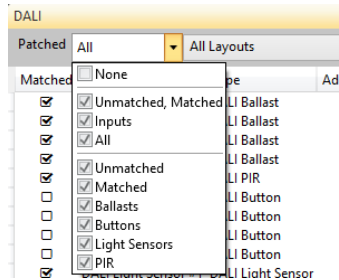 DALI
Patched All All Layouts
Matched pe Ad
None
Unmatched, Matched LI Ballast
Inputs LI Ballast
All LI Ballast
LI Ballast
Unmatched LI PIR
Matched LI Button
Ballasts LI Button
Buttons LI Button
Light Sensors LI Button
PIR DALI Light Sensor